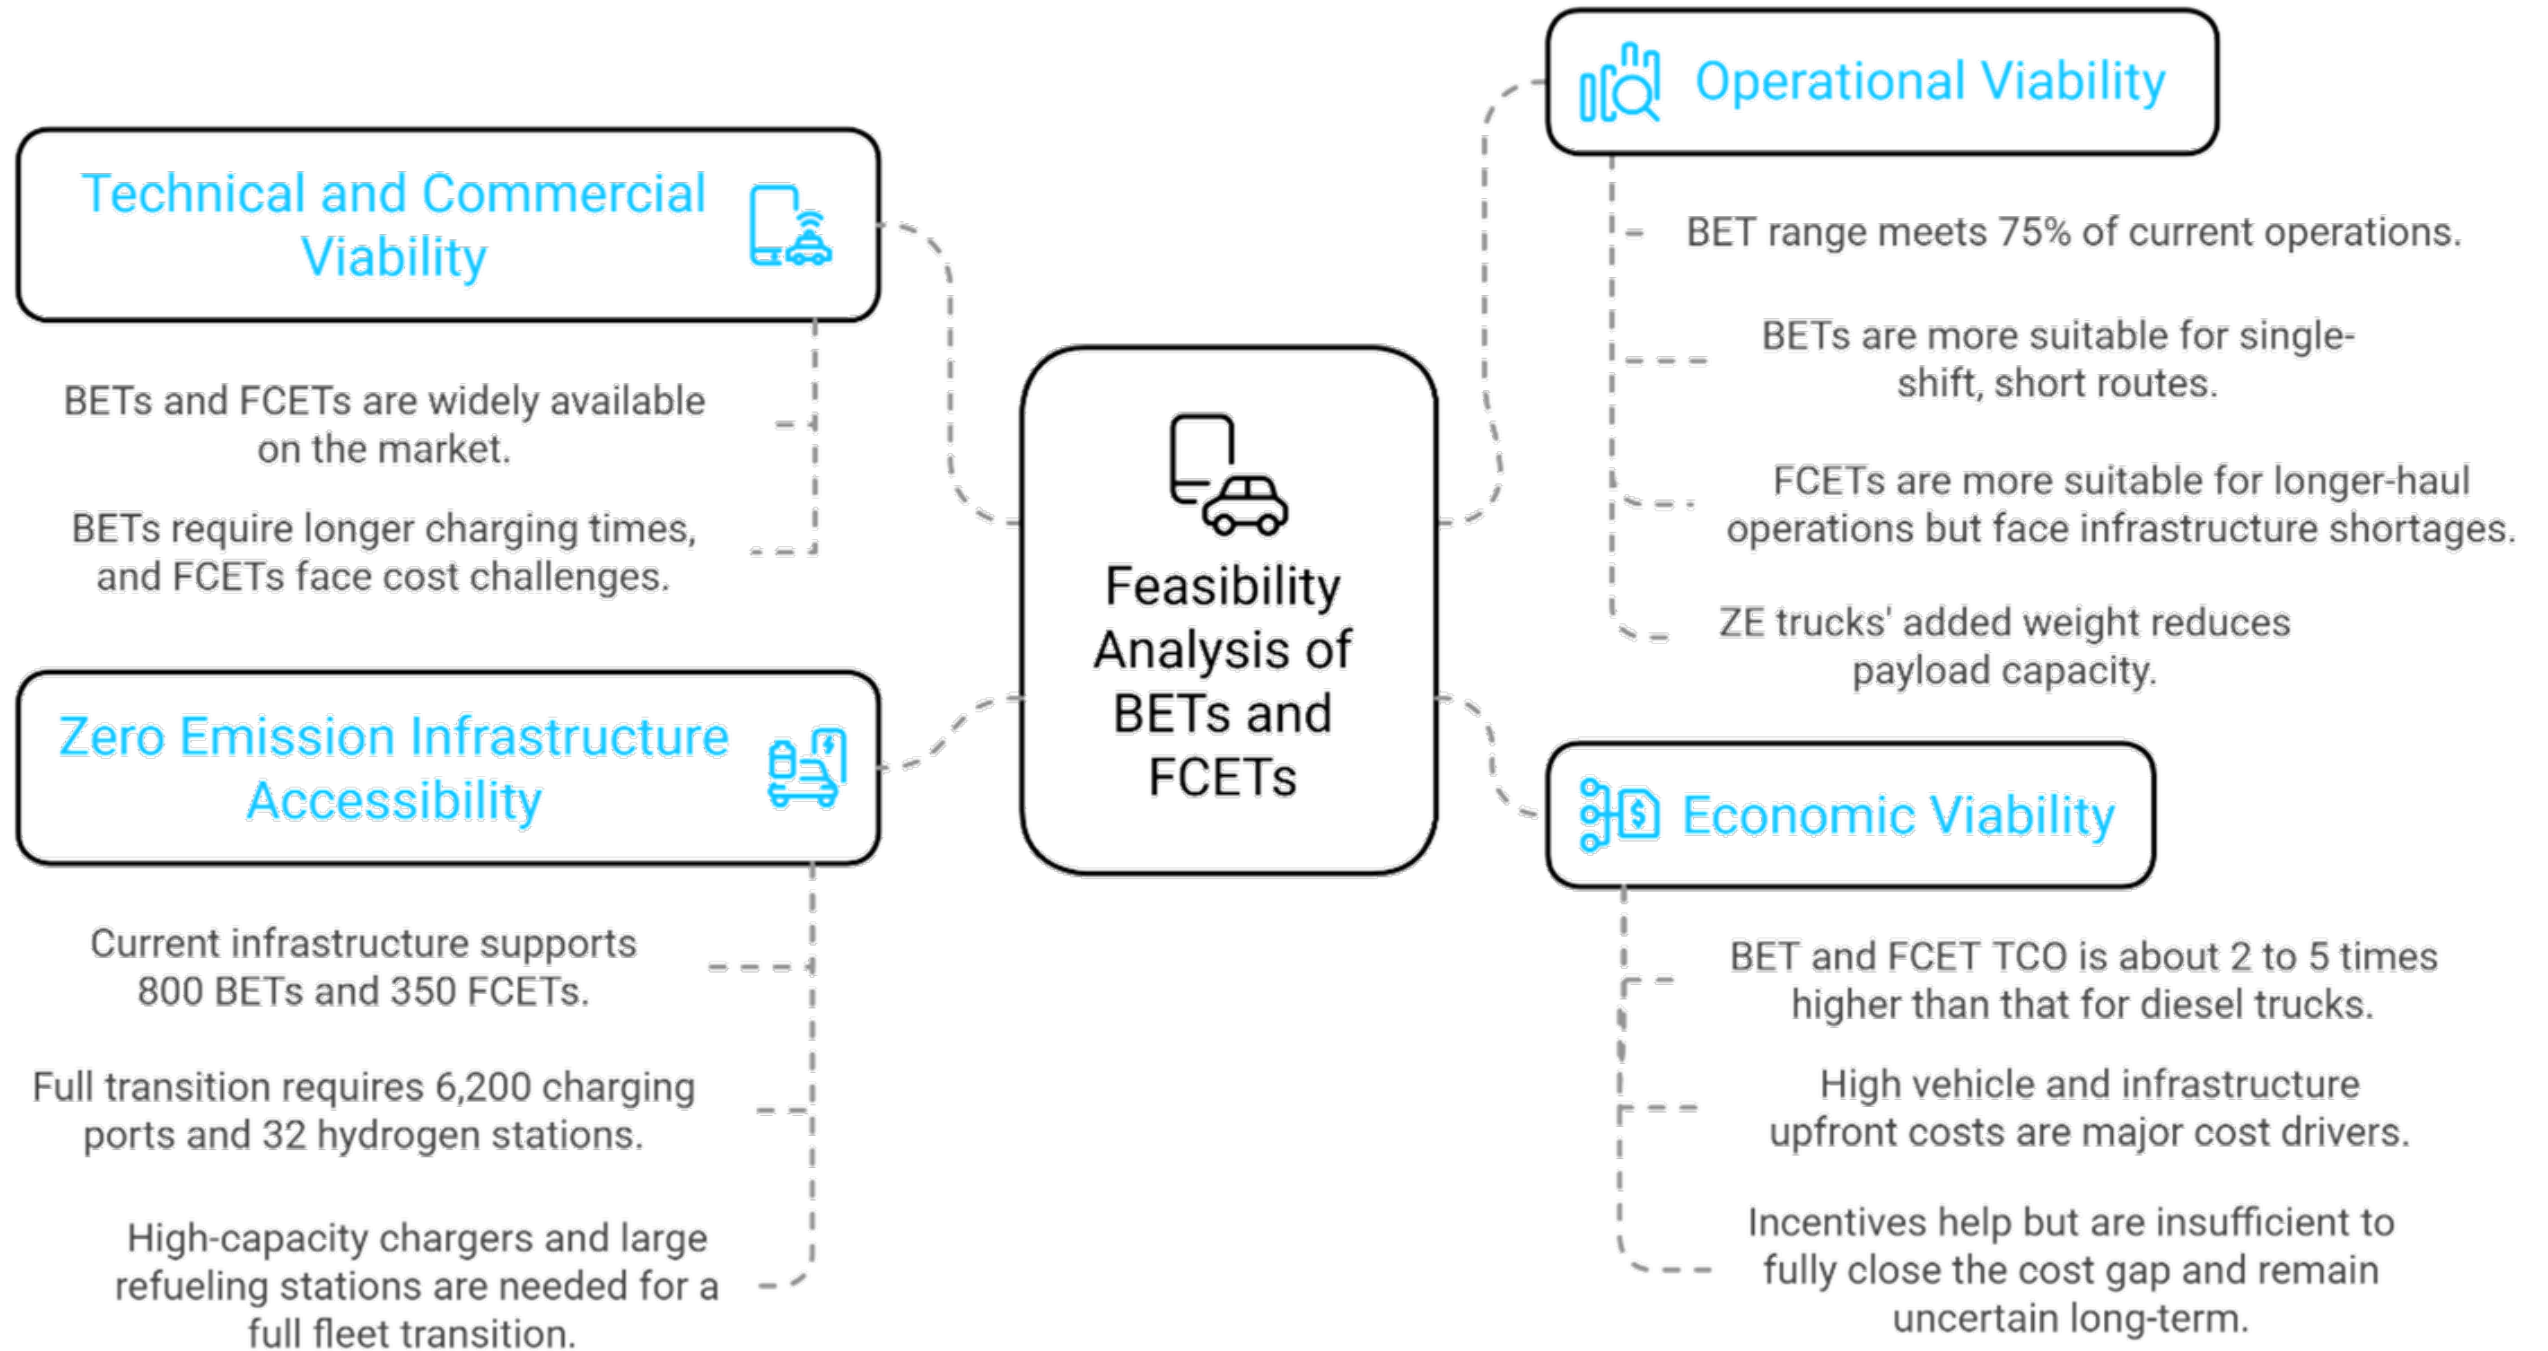 Technical and Commercial
Viability
BETs and FCETs are widely available
on the market.
BETs require longer charging times,
and FCETs face cost challenges.
Zero Emission Infrastructure
Accessibility
Current infrastructure supports
800 BETs and 350 FCETs.
Full transition requires 6,200 charging
ports and 32 hydrogen stations.
High-capacity chargers and large
refueling stations are needed for a
full fleet transition.
Feasibility
Analysis of
BETs and
FCETs
Operational Viability
BET range meets 75% of current operations.
BETs are more suitable for single-
shift, short routes.
FCETs are more suitable for longer-haul
operations but face infrastructure shortages.
ZE trucks' added weight reduces
payload capacity.
Economic Viability
BET and FCET TCO is about 2 to 5 times
higher than that for diesel trucks.
High vehicle and infrastructure
upfront costs are major cost drivers.
Incentives help but are insufficient to
fully close the cost gap and remain
uncertain long-term.